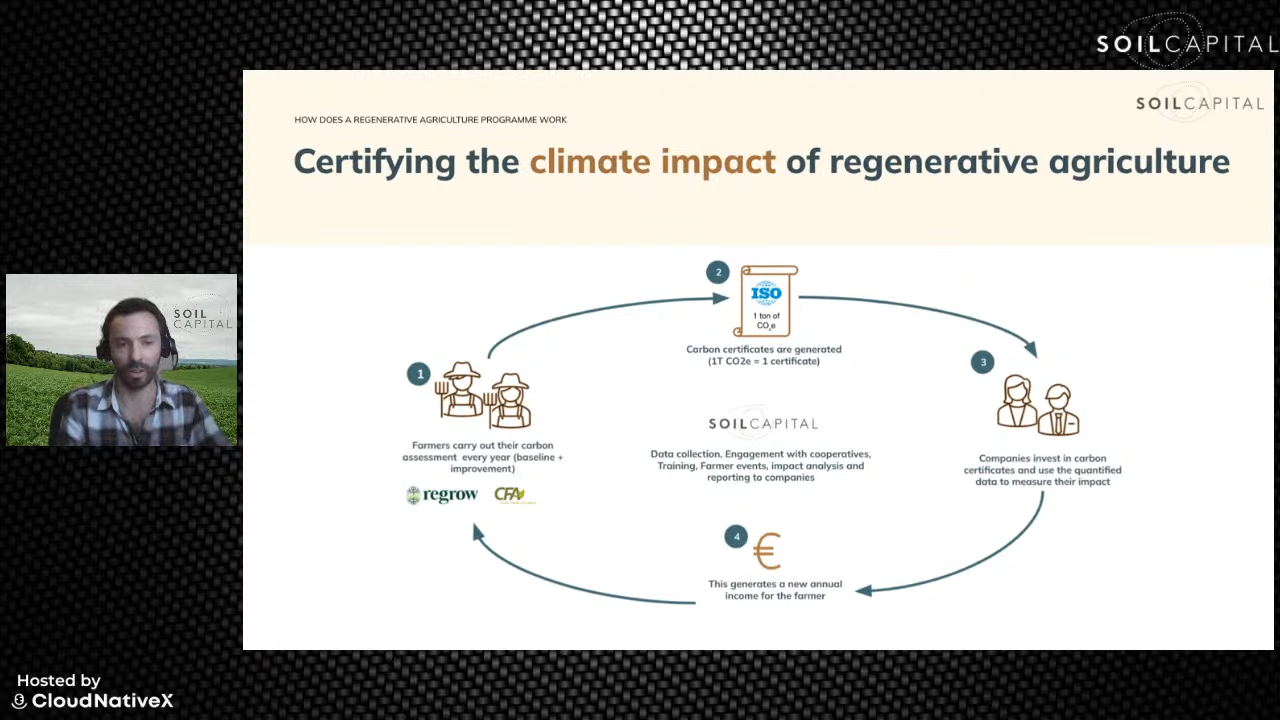 SOILCAPITAL
SOILCAPITAL
HOW DOES A REGENERATIVE AGRICULTURE PROGRAMME WORK
Certifying the climate impact of regenerative agriculture
2
ISO
1 ton of
CO2e
Carbon certificates are generated
(1T CO2e = 1 certificate)
1
Farmers carry out their carbon
assessment every year (baseline +
improvement)
regrow CFA
SOILCAPITAL
Data collection, Engagement with cooperatives,
Training, Farmer events, impact analysis and
reporting to companies
3
Companies invest in carbon
certificates and use the quantified
data to measure their impact
4
€
This generates a new annual
income for the farmer
SOIL
CAPITAL
Hosted by
CloudNativeX